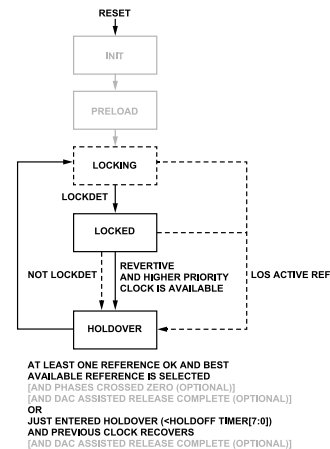 RESET
INIT
PRELOAD
LOCKING
LOCKDET
LOCKED
NOT LOCKDET
REVERTIVE
AND HIGHER PRIORITY
CLOCK IS AVAILABLE
LOS ACTIVE REF
HOLDOVER
AT LEAST ONE REFERENCE OK AND BEST
AVAILABLE REFERENCE IS SELECTED
[AND PHASES CROSSED ZERO (OPTIONAL)]
[AND DAC ASSISTED RELEASE COMPLETE (OPTIONAL)]
OR
JUST ENTERED HOLDOVER (<HOLDOFF TIMER[7:0])
AND PREVIOUS CLOCK RECOVERS
[AND DAC ASSISTED RELEASE COMPLETE (OPTIONAL)]